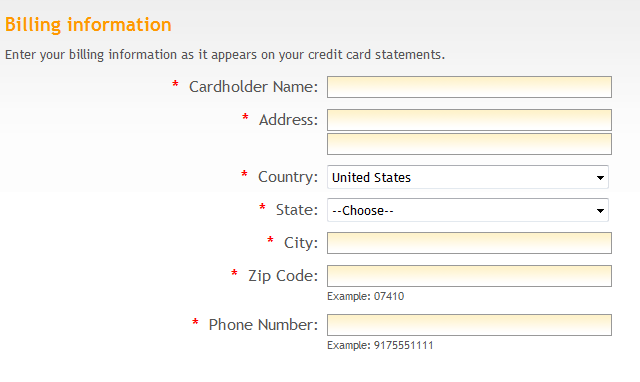 Billing information
Enter your billing information as it appears on your credit card statements.
* Cardholder Name:
* Address:
* Country: United States
* State: --Choose--
* City:
* Zip Code:
Example: 07410
* Phone Number:
Example: 9175551111